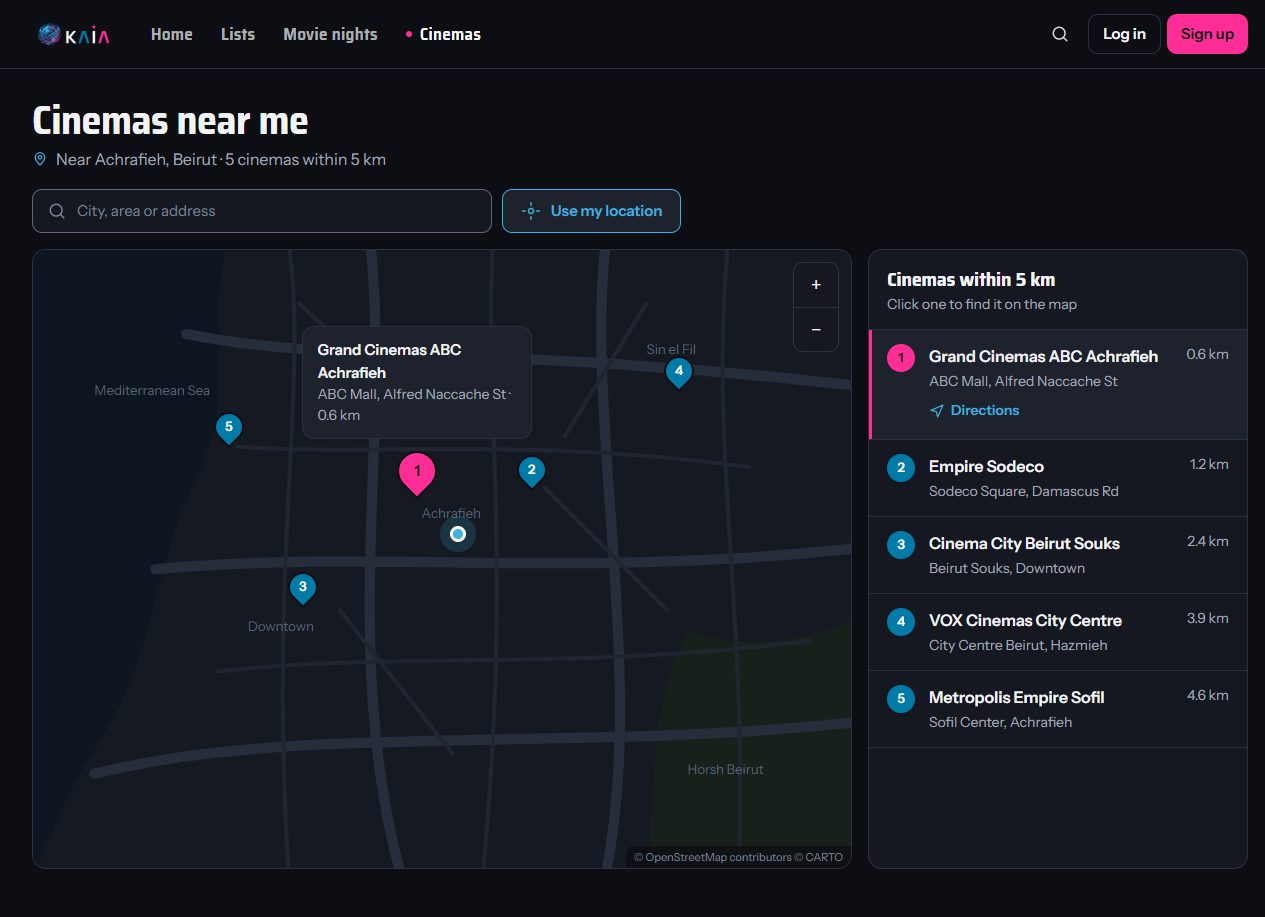 KAIA
Home
Lists
Movie nights
Cinemas
Log in
Sign up
Cinemas near me
Near Achrafieh, Beirut · 5 cinemas within 5 km
City, area or address
Use my location
+
−
Grand Cinemas ABC
Achrafieh
ABC Mall, Alfred Naccache St ·
0.6 km
Sin el Fil
4
Mediterranean Sea
5
1
2
Achrafieh
3
Downtown
Horsh Beirut
© OpenStreetMap contributors © CARTO
Cinemas within 5 km
Click one to find it on the map
1 Grand Cinemas ABC Achrafieh 0.6 km
ABC Mall, Alfred Naccache St
Directions
2 Empire Sodeco 1.2 km
Sodeco Square, Damascus Rd
3 Cinema City Beirut Souks 2.4 km
Beirut Souks, Downtown
4 VOX Cinemas City Centre 3.9 km
City Centre Beirut, Hazmieh
5 Metropolis Empire Sofil 4.6 km
Sofil Center, Achrafieh